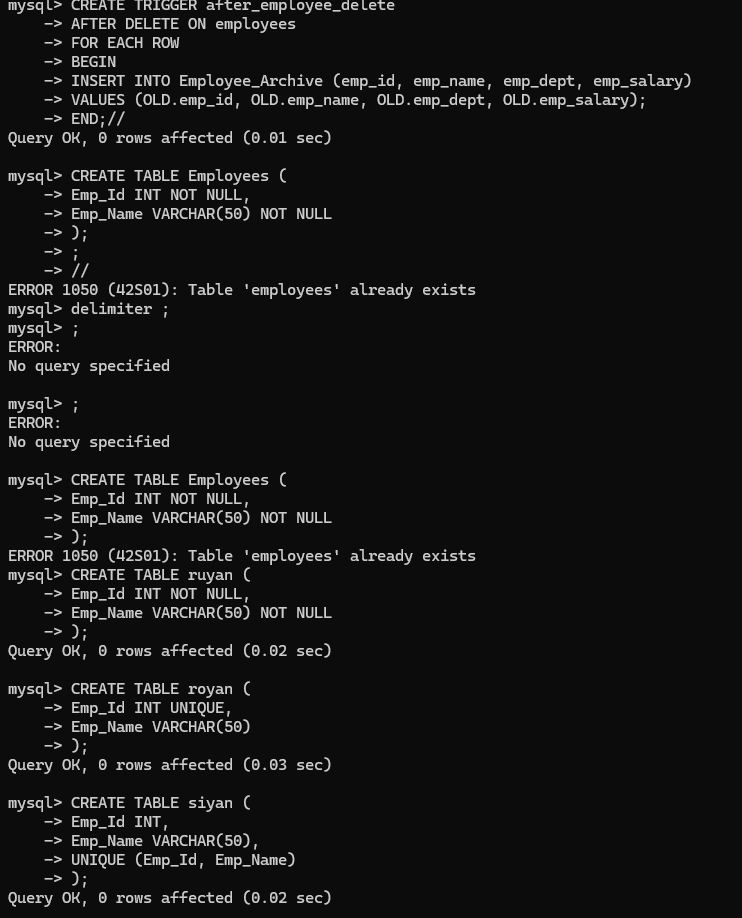 mysql> CREATE TRIGGER after_employee_delete
    -> AFTER DELETE ON employees
    -> FOR EACH ROW
    -> BEGIN
    -> INSERT INTO Employee_Archive (emp_id, emp_name, emp_dept, emp_salary)
    -> VALUES (OLD.emp_id, OLD.emp_name, OLD.emp_dept, OLD.emp_salary);
    -> END;//
Query OK, 0 rows affected (0.01 sec)

mysql> CREATE TABLE Employees (
    -> Emp_Id INT NOT NULL,
    -> Emp_Name VARCHAR(50) NOT NULL
    -> );
    -> ;
    -> //
ERROR 1050 (42S01): Table 'employees' already exists
mysql> delimiter ;
mysql> ;
ERROR:
No query specified

mysql> ;
ERROR:
No query specified

mysql> CREATE TABLE Employees (
    -> Emp_Id INT NOT NULL,
    -> Emp_Name VARCHAR(50) NOT NULL
    -> );
ERROR 1050 (42S01): Table 'employees' already exists
mysql> CREATE TABLE ruyan (
    -> Emp_Id INT NOT NULL,
    -> Emp_Name VARCHAR(50) NOT NULL
    -> );
Query OK, 0 rows affected (0.02 sec)

mysql> CREATE TABLE royan (
    -> Emp_Id INT UNIQUE,
    -> Emp_Name VARCHAR(50)
    -> );
Query OK, 0 rows affected (0.03 sec)

mysql> CREATE TABLE siyan (
    -> Emp_Id INT,
    -> Emp_Name VARCHAR(50),
    -> UNIQUE (Emp_Id, Emp_Name)
    -> );
Query OK, 0 rows affected (0.02 sec)